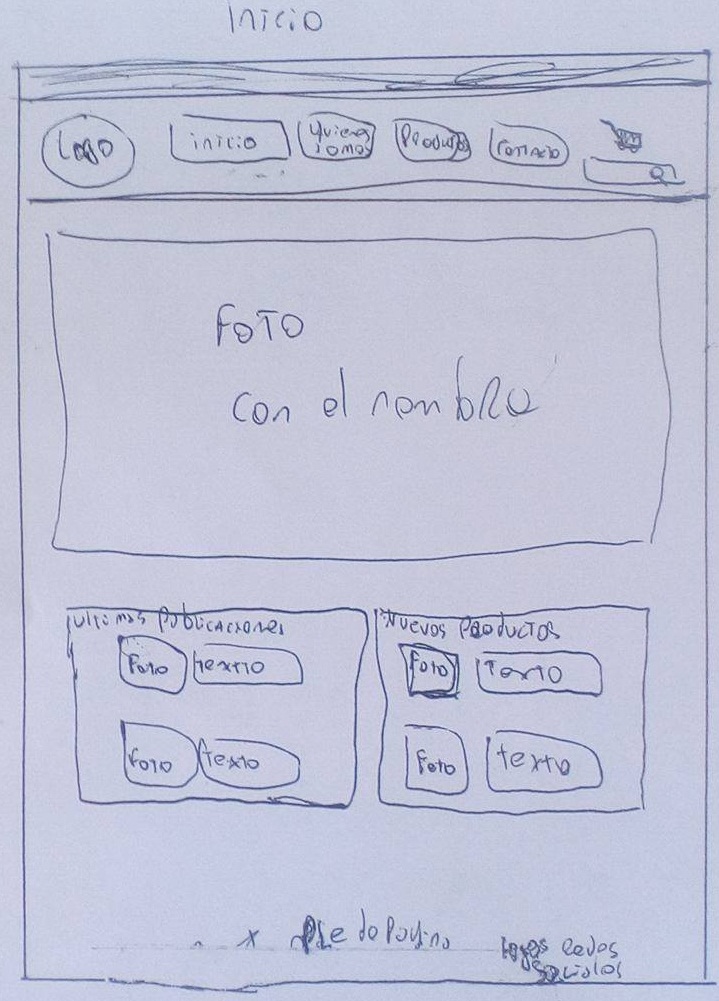 inicio
Logo
inicio
quienes
somos
Productos
contacto
FOTO
con el nombre
ultimas Publicaciones
Foto texto
Foto texto
Nuevos Productos
Foto Texto
Foto texto
x Pie de Pagina
logos redes
sociales